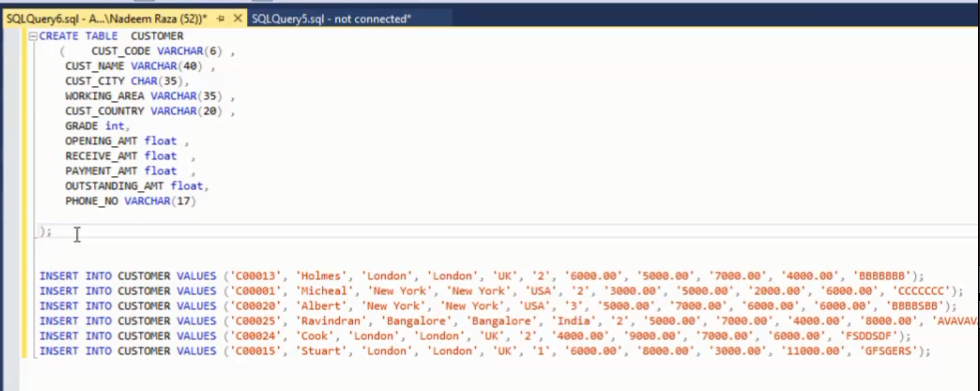 SQLQuery6.sql - A...\Nadeem Raza (52))* SQLQuery5.sql - not connected*
CREATE TABLE CUSTOMER
( CUST_CODE VARCHAR(6) ,
CUST_NAME VARCHAR(40) ,
CUST_CITY CHAR(35),
WORKING_AREA VARCHAR(35) ,
CUST_COUNTRY VARCHAR(20) ,
GRADE int,
OPENING_AMT float ,
RECEIVE_AMT float ,
PAYMENT_AMT float ,
OUTSTANDING_AMT float,
PHONE_NO VARCHAR(17)
);
INSERT INTO CUSTOMER VALUES ('C00013', 'Holmes', 'London', 'London', 'UK', '2', '6000.00', '5000.00', '7000.00', '4000.00', 'BBBBBBB');
INSERT INTO CUSTOMER VALUES ('C00001', 'Micheal', 'New York', 'New York', 'USA', '2', '3000.00', '5000.00', '2000.00', '6000.00', 'CCCCCCC');
INSERT INTO CUSTOMER VALUES ('C00020', 'Albert', 'New York', 'New York', 'USA', '3', '5000.00', '7000.00', '6000.00', '6000.00', 'BBBBSBB');
INSERT INTO CUSTOMER VALUES ('C00025', 'Ravindran', 'Bangalore', 'Bangalore', 'India', '2', '5000.00', '7000.00', '4000.00', '8000.00', 'AVAVAV
INSERT INTO CUSTOMER VALUES ('C00024', 'Cook', 'London', 'London', 'UK', '2', '4000.00', '9000.00', '7000.00', '6000.00', 'FSDDSDF');
INSERT INTO CUSTOMER VALUES ('C00015', 'Stuart', 'London', 'London', 'UK', '1', '6000.00', '8000.00', '3000.00', '11000.00', 'GFSGERS');